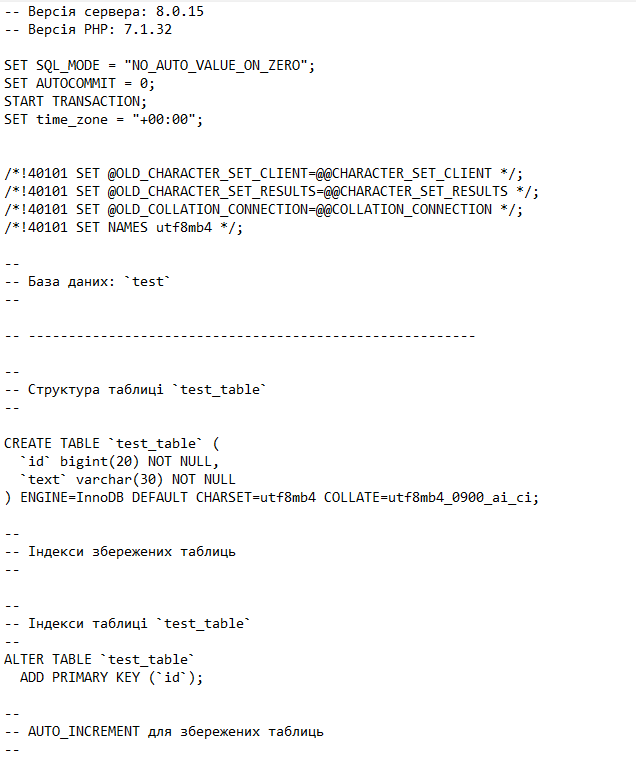 -- Версія сервера: 8.0.15
-- Версія PHP: 7.1.32
SET SQL_MODE = "NO_AUTO_VALUE_ON_ZERO";
SET AUTOCOMMIT = 0;
START TRANSACTION;
SET time_zone = "+00:00";
/*!40101 SET @OLD_CHARACTER_SET_CLIENT=@@CHARACTER_SET_CLIENT */;
/*!40101 SET @OLD_CHARACTER_SET_RESULTS=@@CHARACTER_SET_RESULTS */;
/*!40101 SET @OLD_COLLATION_CONNECTION=@@COLLATION_CONNECTION */;
/*!40101 SET NAMES utf8mb4 */;
--
-- База даних: `test`
--
-- --------------------------------------------------------
--
-- Структура таблиці `test_table`
--
CREATE TABLE `test_table` (
  `id` bigint(20) NOT NULL,
  `text` varchar(30) NOT NULL
) ENGINE=InnoDB DEFAULT CHARSET=utf8mb4 COLLATE=utf8mb4_0900_ai_ci;
--
-- Індекси збережених таблиць
--
--
-- Індекси таблиці `test_table`
--
ALTER TABLE `test_table`
  ADD PRIMARY KEY (`id`);
--
-- AUTO_INCREMENT для збережених таблиць
--